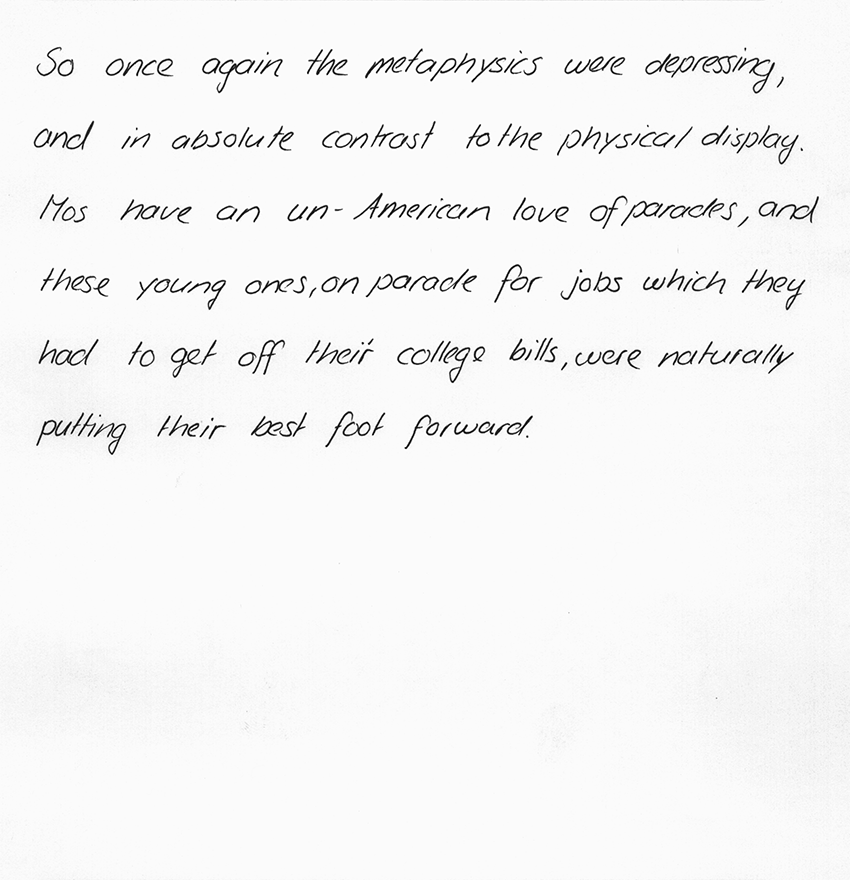 So once again the metaphysics were depressing,
and in absolute contrast to the physical display.
Mos have an un-American love of parades, and
these young ones, on parade for jobs which they
had to get off their college bills, were naturally
putting their best foot forward.